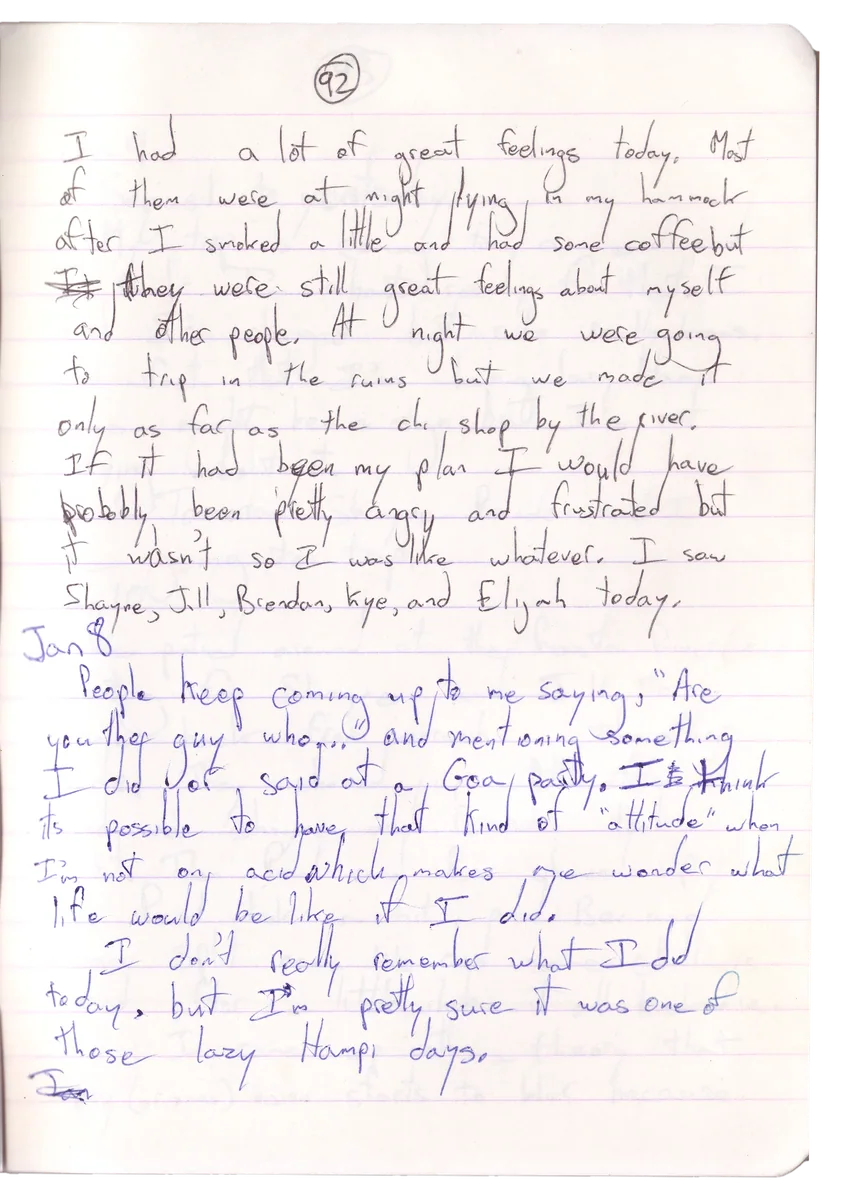 92
I had a lot of great feelings today. Most
of them were at night lying in my hammock
after I smoked a little and had some coffee but
they were still great feelings about myself
and other people. At night we were going
to trip in the ruins but we made it
only as far as the chi shop by the river.
If it had been my plan I would have
probably been pretty angry and frustrated but
it wasn't so I was like whatever. I saw
Shayne, Jill, Brendan, Kye, and Elijah today.
Jan 8
People keep coming up to me saying, "Are
you the guy who..." and mentioning something
I did or said at a Goa party. I think
its possible to have that kind of "attitude" when
I'm not on acid which makes me wonder what
life would be like if I did.
I don't really remember what I did
today, but I'm pretty sure it was one of
those lazy Hampi days.